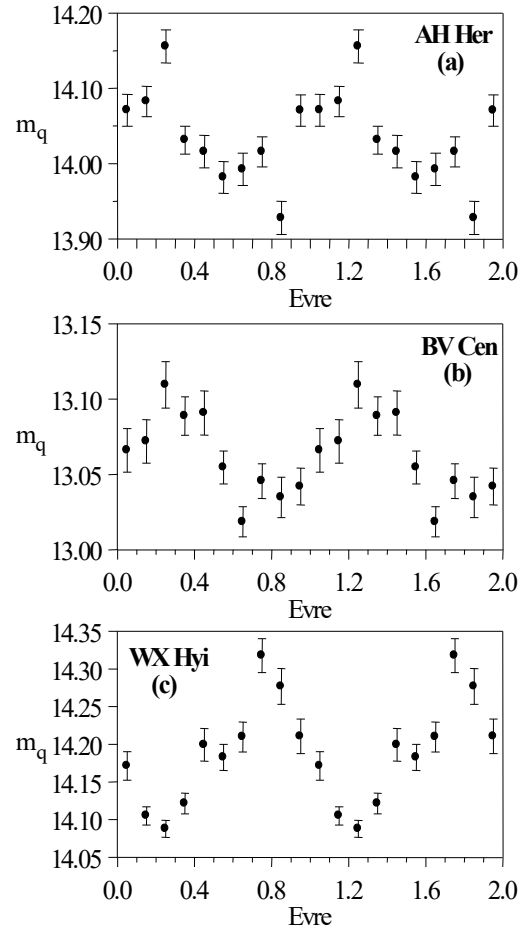 AH Her
(a)
14.20
14.10
14.00
13.90
m_q
0.0 0.4 0.8 1.2 1.6 2.0
Evre
BV Cen
(b)
13.15
13.10
13.05
13.00
m_q
0.0 0.4 0.8 1.2 1.6 2.0
Evre
WX Hyi
(c)
14.35
14.30
14.25
14.20
14.15
14.10
14.05
m_q
0.0 0.4 0.8 1.2 1.6 2.0
Evre